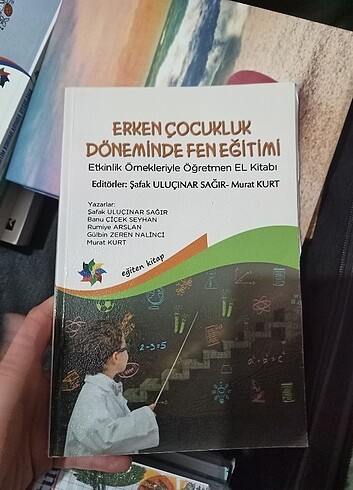 ERKEN ÇOCUKLUK
DÖNEMİNDE FEN EĞİTİMİ
Etkinlik Örnekleriyle Öğretmen EL Kitabı
Editörler: Şafak ULUÇINAR SAĞIR- Murat KURT
Yazarlar:
Şafak ULUÇINAR SAĞIR
Banu ÇİÇEK SEYHAN
Rumiye ARSLAN
Gülbin ZEREN NALİNCİ
Murat KURT
eğiten kitap
2+3=5